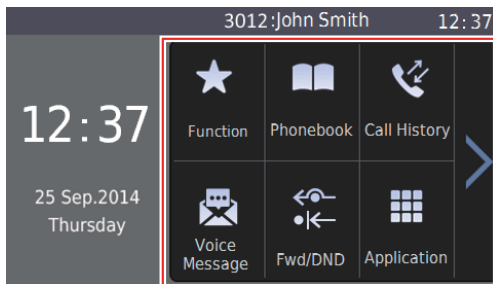 3012:John Smith 12:37
12:37
25 Sep.2014
Thursday
Function Phonebook Call History
Voice
Message Fwd/DND Application